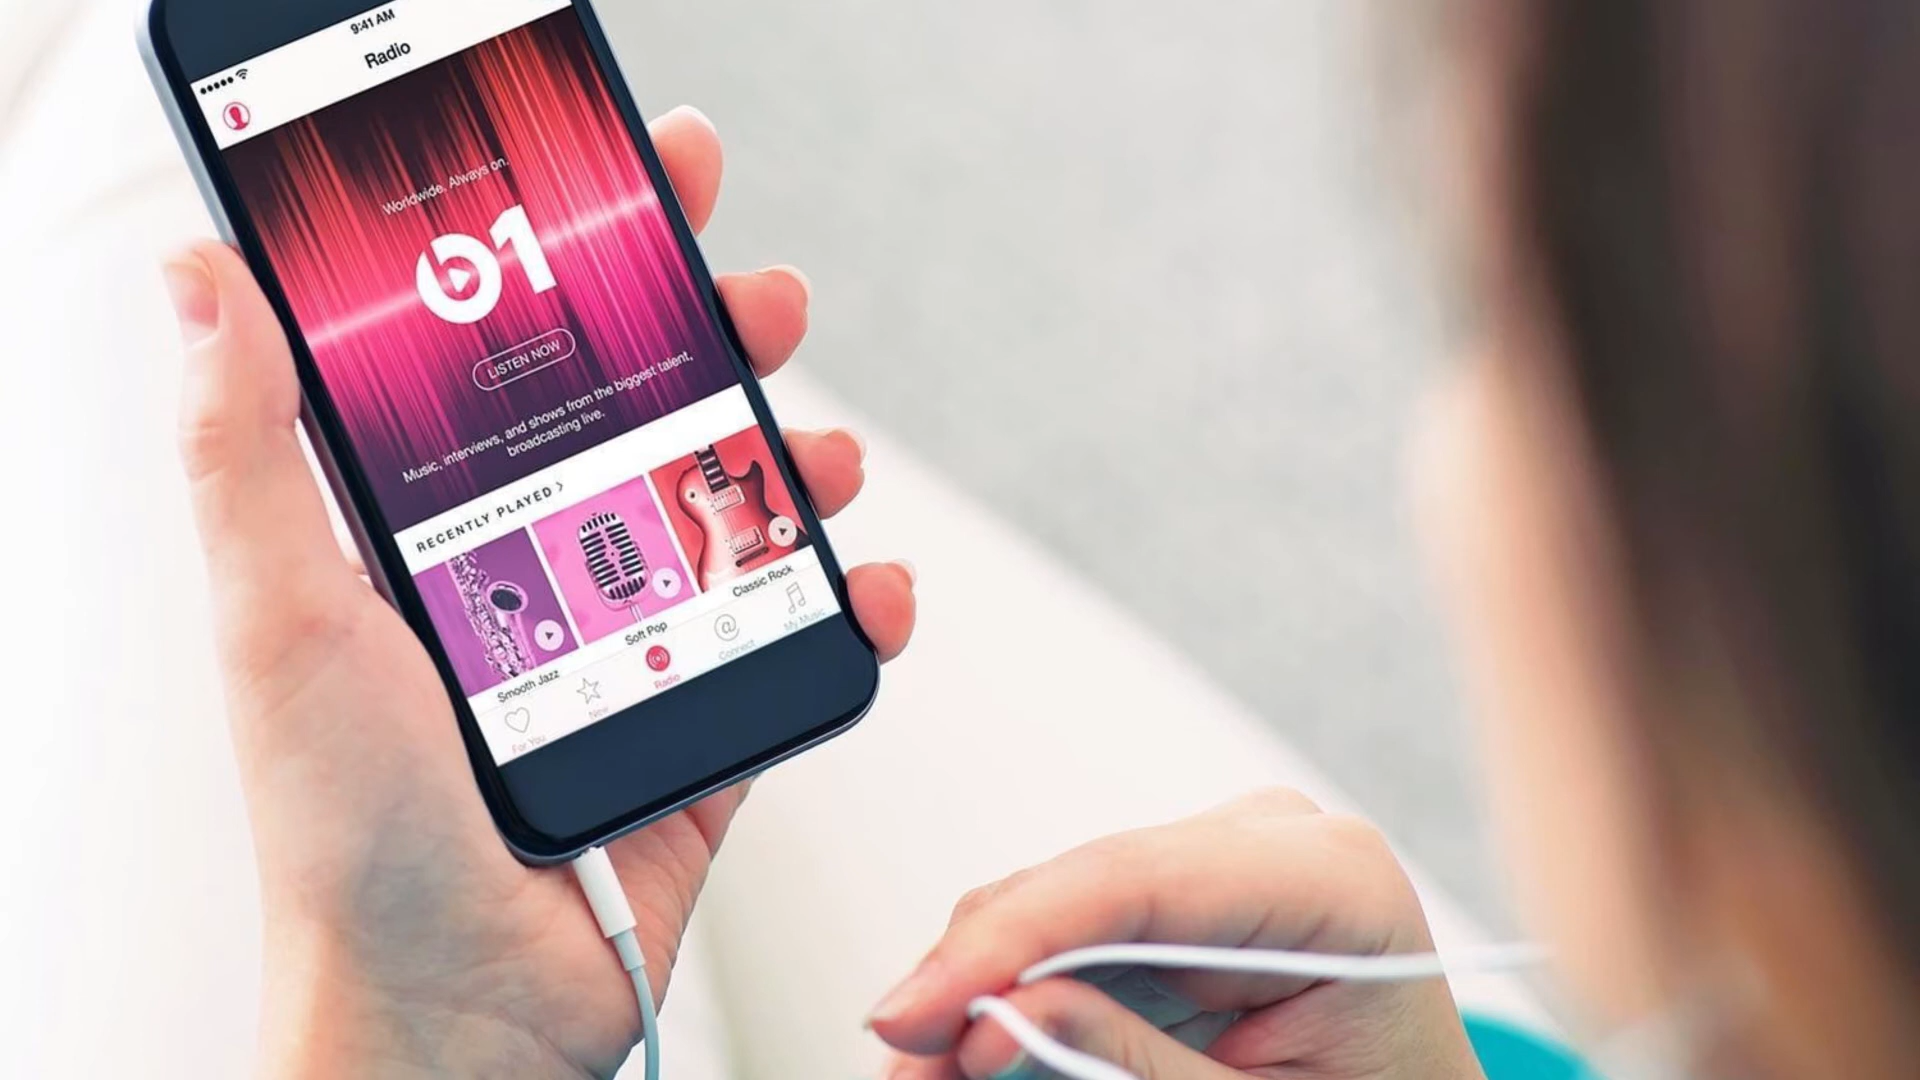 9:41 AM
Radio
Worldwide. Always on.
b1
LISTEN NOW
Music, interviews, and shows from the biggest talent,
broadcasting live.
RECENTLY PLAYED >
Smooth Jazz
Soft Pop
Classic Rock
For You
New
Radio
@
Connect
My Music